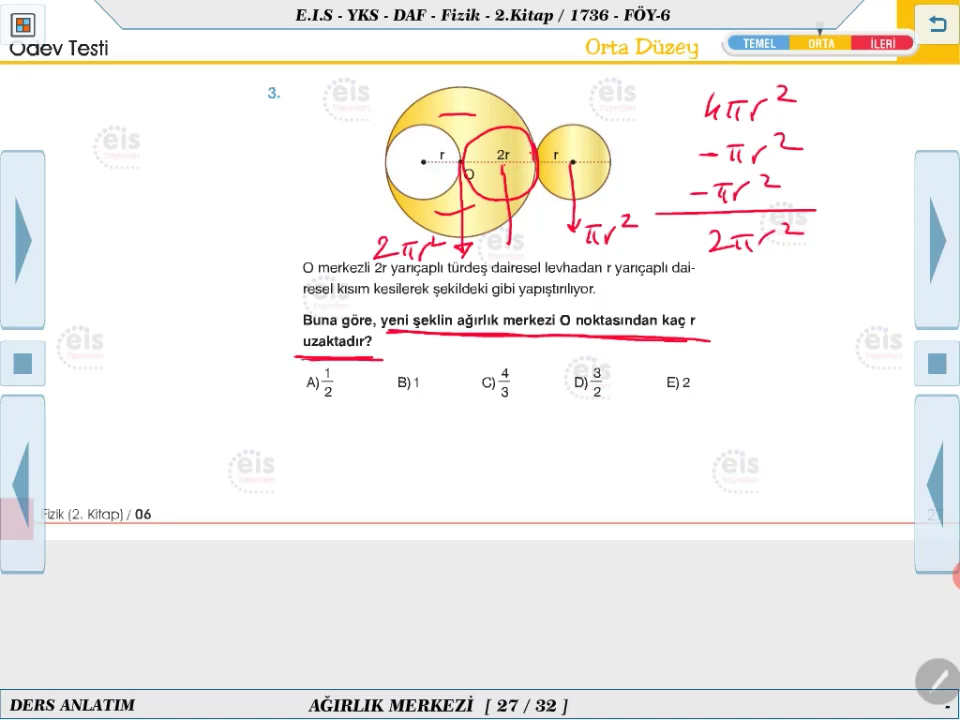 E.I.S - YKS - DAF - Fizik - 2.Kitap / 1736 - FÖY-6
Ödev Testi
Orta Düzey
TEMEL ORTA İLERİ
3.
r
2r
r
O
4πr²
- πr²
- πr²
2πr²
2πr²
πr²
O merkezli 2r yarıçaplı türdeş dairesel levhadan r yarıçaplı dai-
resel kısım kesilerek şekildeki gibi yapıştırılıyor.
Buna göre, yeni şeklin ağırlık merkezi O noktasından kaç r
uzaktadır?
A) 1/2 B) 1 C) 4/3 D) 3/2 E) 2
eis
Yayınları
Fizik (2. Kitap) / 06
DERS ANLATIM
AĞIRLIK MERKEZİ [ 27 / 32 ]
-